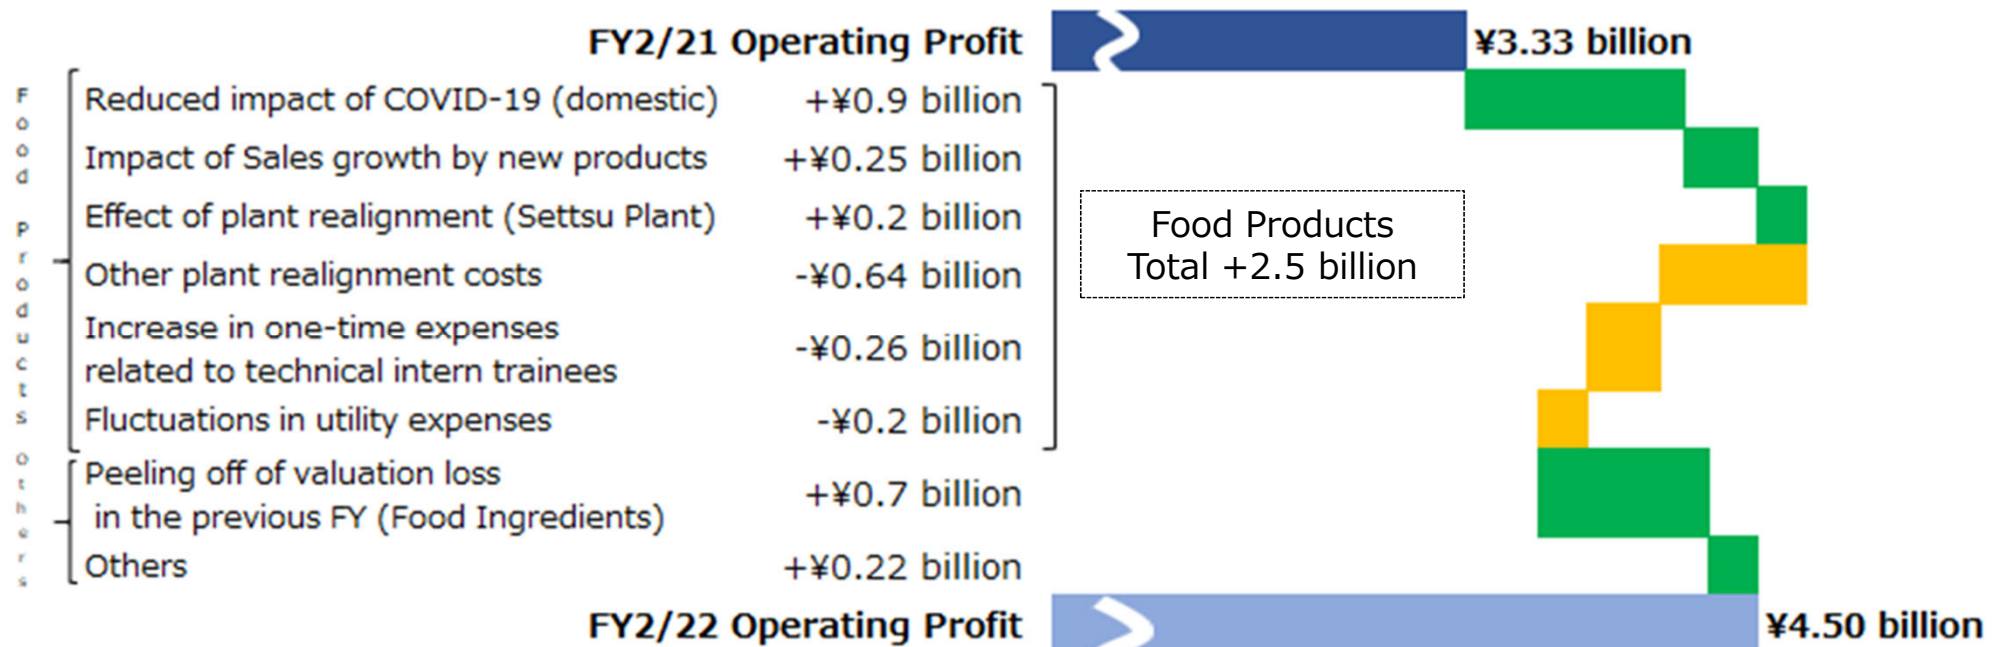 FY2/21 Operating Profit ¥3.33 billion
Food Products
Reduced impact of COVID-19 (domestic) +¥0.9 billion
Impact of Sales growth by new products +¥0.25 billion
Effect of plant realignment (Settsu Plant) +¥0.2 billion
Other plant realignment costs -¥0.64 billion
Increase in one-time expenses
related to technical intern trainees -¥0.26 billion
Fluctuations in utility expenses -¥0.2 billion
Food Products
Total +2.5 billion
Others
Peeling off of valuation loss
in the previous FY (Food Ingredients) +¥0.7 billion
Others +¥0.22 billion
FY2/22 Operating Profit ¥4.50 billion